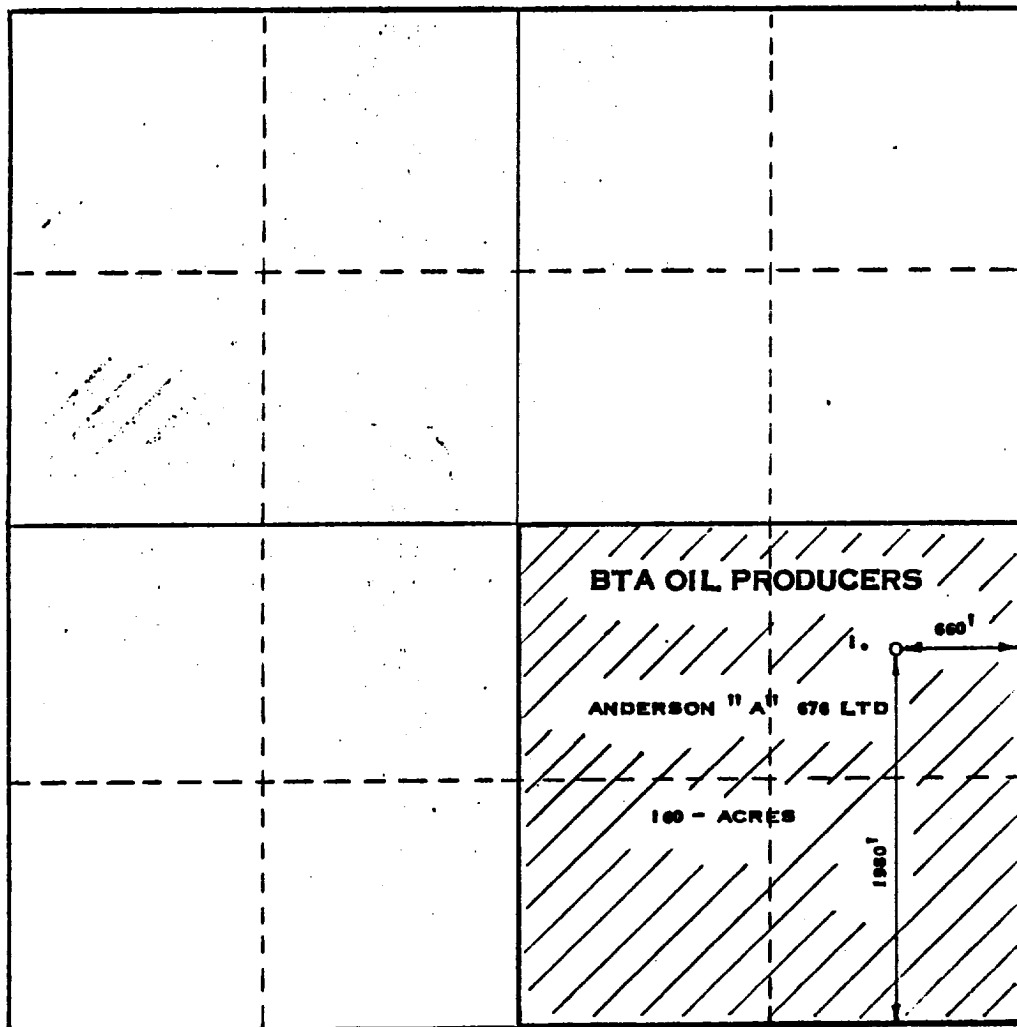 BTA OIL PRODUCERS
1. 660'
ANDERSON "A" 676 LTD
160 - ACRES
1980'